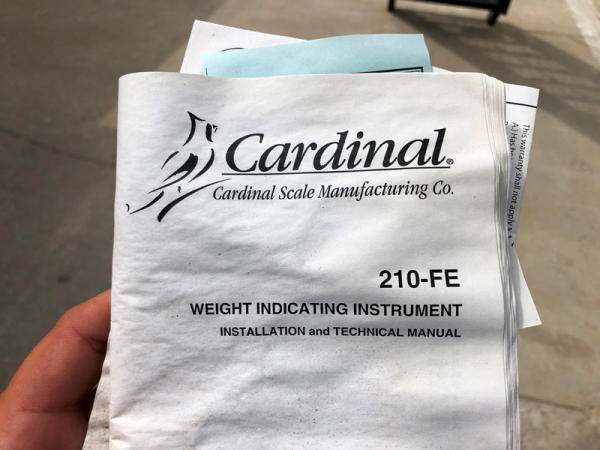 Cardinal®
Cardinal Scale Manufacturing Co.
210-FE
WEIGHT INDICATING INSTRUMENT
INSTALLATION and TECHNICAL MANUAL
This warranty shall not apply
A.) Has